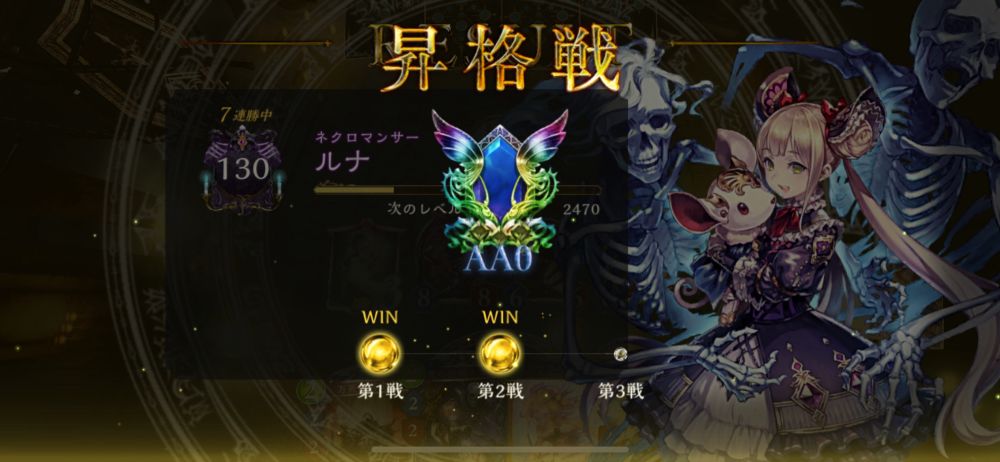 RESULT
昇格戦
7連勝中
130
ネクロマンサー
ルナ
次のレベル
2470
AA0
WIN
WIN
第1戦
第2戦
第3戦